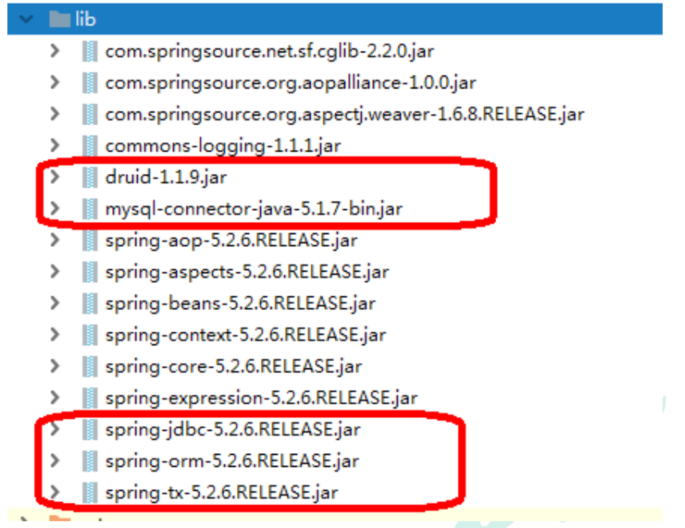 lib
com.springsource.net.sf.cglib-2.2.0.jar
com.springsource.org.aopalliance-1.0.0.jar
com.springsource.org.aspectj.weaver-1.6.8.RELEASE.jar
commons-logging-1.1.1.jar
druid-1.1.9.jar
mysql-connector-java-5.1.7-bin.jar
spring-aop-5.2.6.RELEASE.jar
spring-aspects-5.2.6.RELEASE.jar
spring-beans-5.2.6.RELEASE.jar
spring-context-5.2.6.RELEASE.jar
spring-core-5.2.6.RELEASE.jar
spring-expression-5.2.6.RELEASE.jar
spring-jdbc-5.2.6.RELEASE.jar
spring-orm-5.2.6.RELEASE.jar
spring-tx-5.2.6.RELEASE.jar